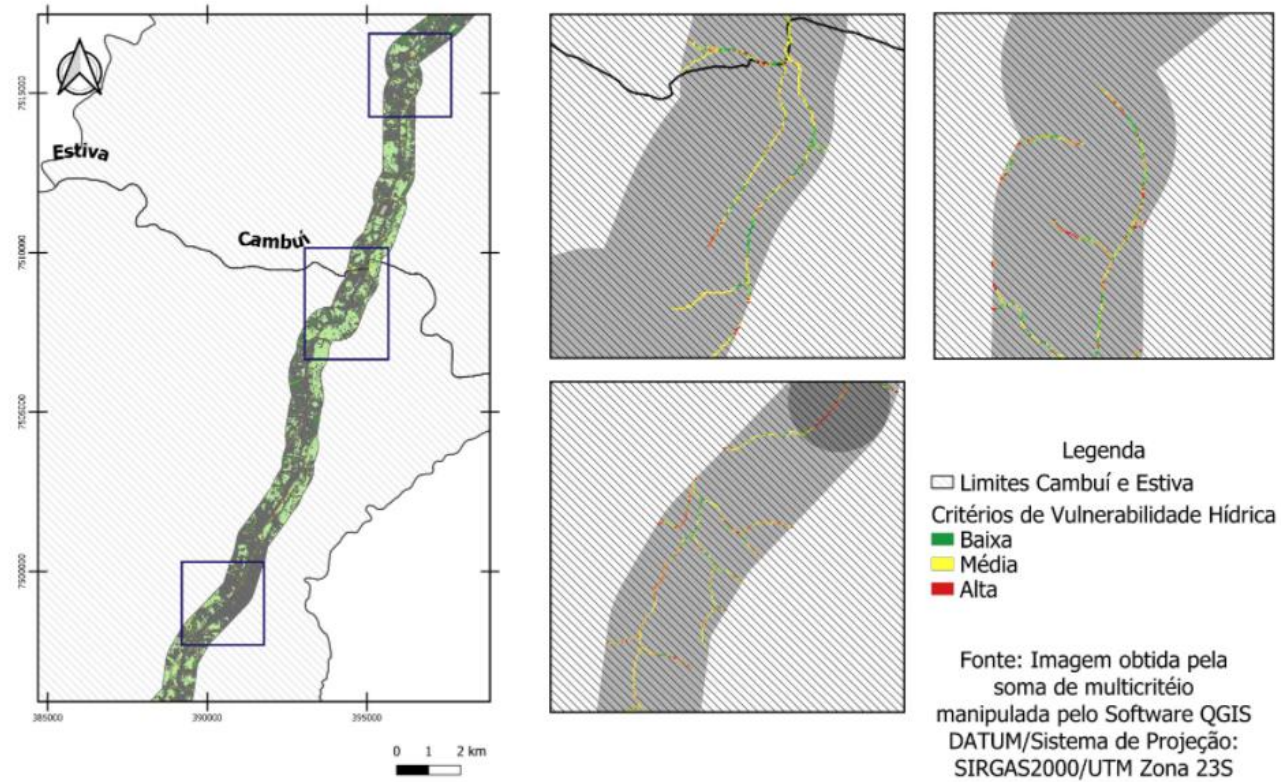 Estiva
Cambuí
7515000
7510000
7505000
7500000
385000
390000
395000
0 1 2 km
Legenda
Limites Cambuí e Estiva
Critérios de Vulnerabilidade Hídrica
Baixa
Média
Alta
Fonte: Imagem obtida pela
soma de multicritéio
manipulada pelo Software QGIS
DATUM/Sistema de Projeção:
SIRGAS2000/UTM Zona 23S